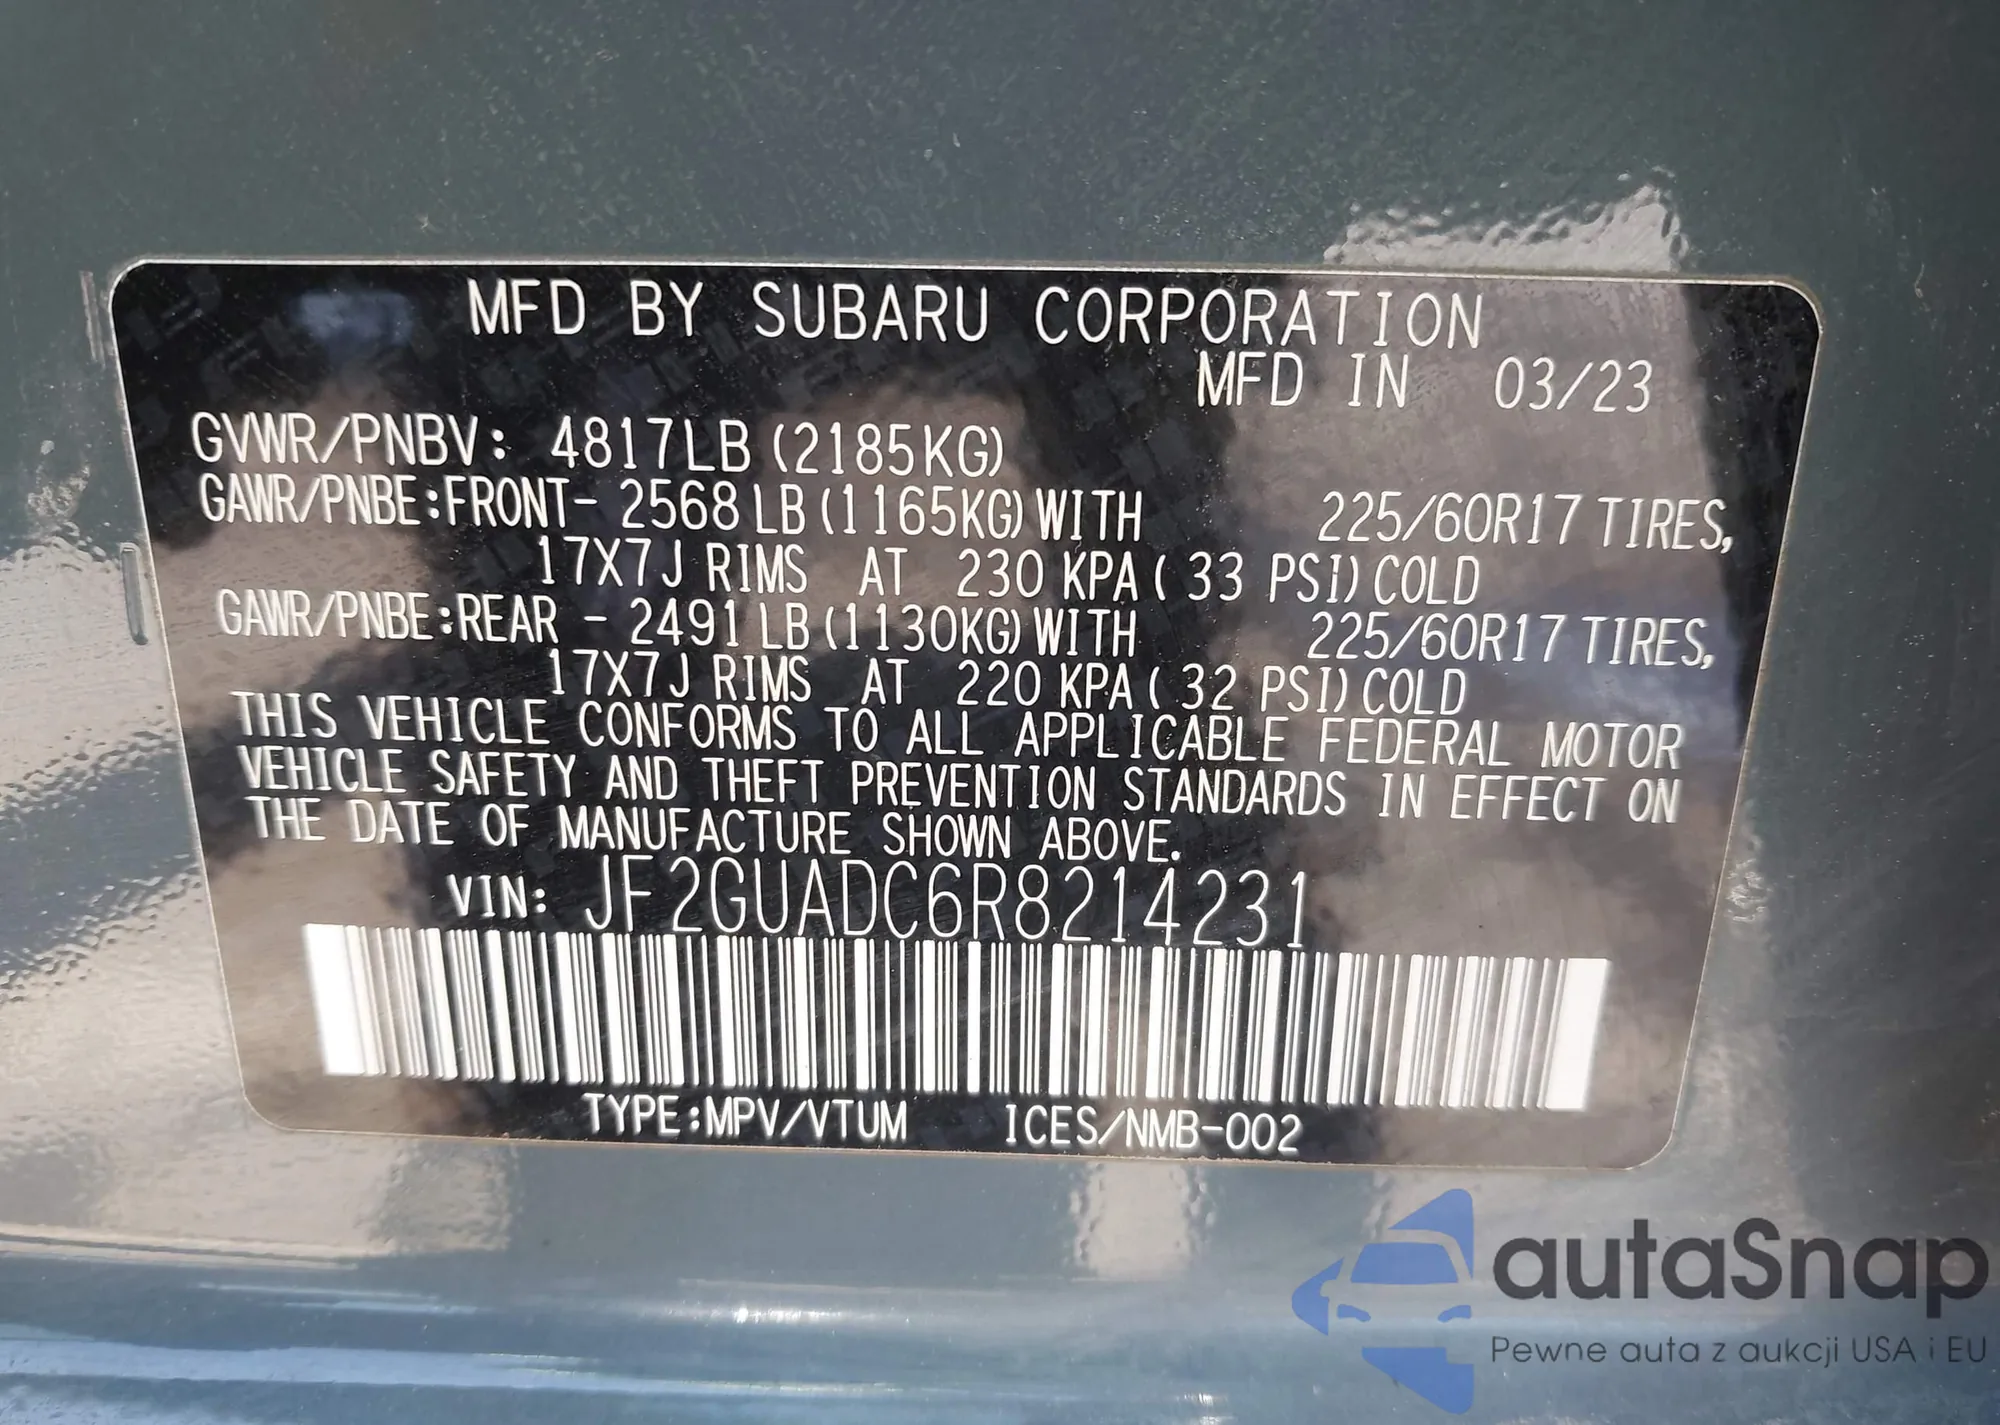 MFD BY SUBARU CORPORATION
MFD IN 03/23
GVWR/PNBV: 4817LB (2185KG)
GAWR/PNBE:FRONT- 2568 LB (1165KG) WITH 225/60R17 TIRES,
17X7J RIMS AT 230 KPA ( 33 PSI) COLD
GAWR/PNBE:REAR - 2491 LB (1130KG) WITH 225/60R17 TIRES,
17X7J RIMS AT 220 KPA ( 32 PSI) COLD
THIS VEHICLE CONFORMS TO ALL APPLICABLE FEDERAL MOTOR
VEHICLE SAFETY AND THEFT PREVENTION STANDARDS IN EFFECT ON
THE DATE OF MANUFACTURE SHOWN ABOVE.
VIN: JF2GUADC6R8214231
TYPE:MPV/VTUM ICES/NMB-002
autaSnap
Pewne auta z aukcji USA i EU